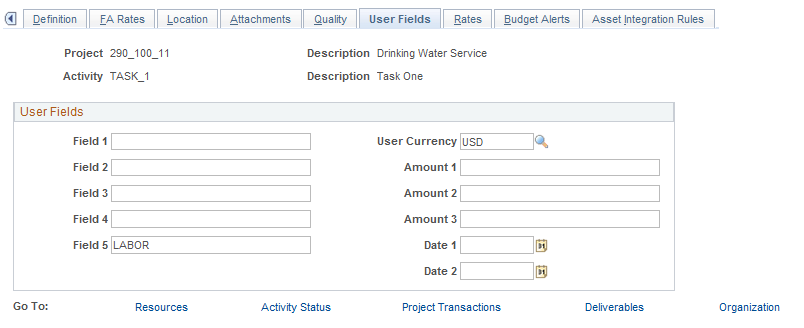 Definition FA Rates Location Attachments Quality User Fields Rates Budget Alerts Asset Integration Rules
Project 290_100_11 Description Drinking Water Service
Activity TASK_1 Description Task One
User Fields
Field 1 User Currency USD
Field 2 Amount 1
Field 3 Amount 2
Field 4 Amount 3
Field 5 LABOR Date 1
Date 2
Go To: Resources Activity Status Project Transactions Deliverables Organization